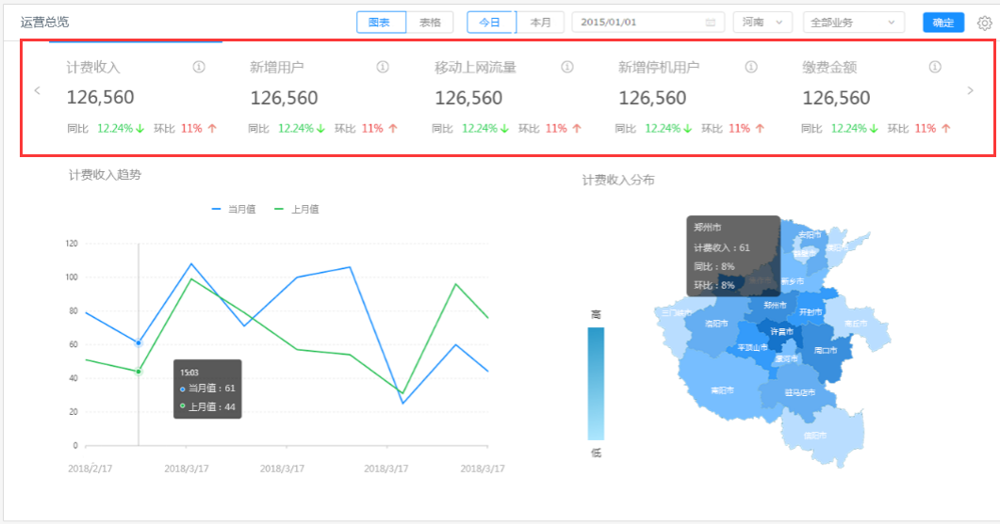 运营总览 图表 表格 今日 本月 2015/01/01 河南 全部业务 确定
计费收入 新增用户 移动上网流量 新增停机用户 缴费金额
126,560 126,560 126,560 126,560 126,560
同比 12.24% 环比 11% 同比 12.24% 环比 11% 同比 12.24% 环比 11% 同比 12.24% 环比 11% 同比 12.24% 环比 11%
计费收入趋势
当月值 上月值
120
100
80
60
40
20
0
15:03
当月值：61
上月值：44
2018/2/17 2018/3/17 2018/3/17 2018/3/17 2018/3/17
计费收入分布
高
低
郑州市
计费收入：61
同比：8%
环比：8%
新乡市
郑州市
开封市
三门峡市
洛阳市
商丘市
许昌市
平顶山市
周口市
漯河市
南阳市
驻马店市
信阳市